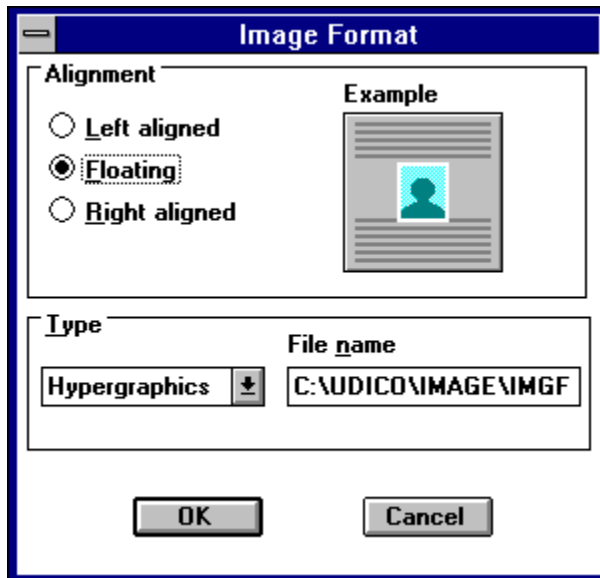 Image Format
Alignment
Example
Left aligned
Floating
Right aligned
Type
File name
Hypergraphics
C:\UDICO\IMAGE\IMGF
OK
Cancel